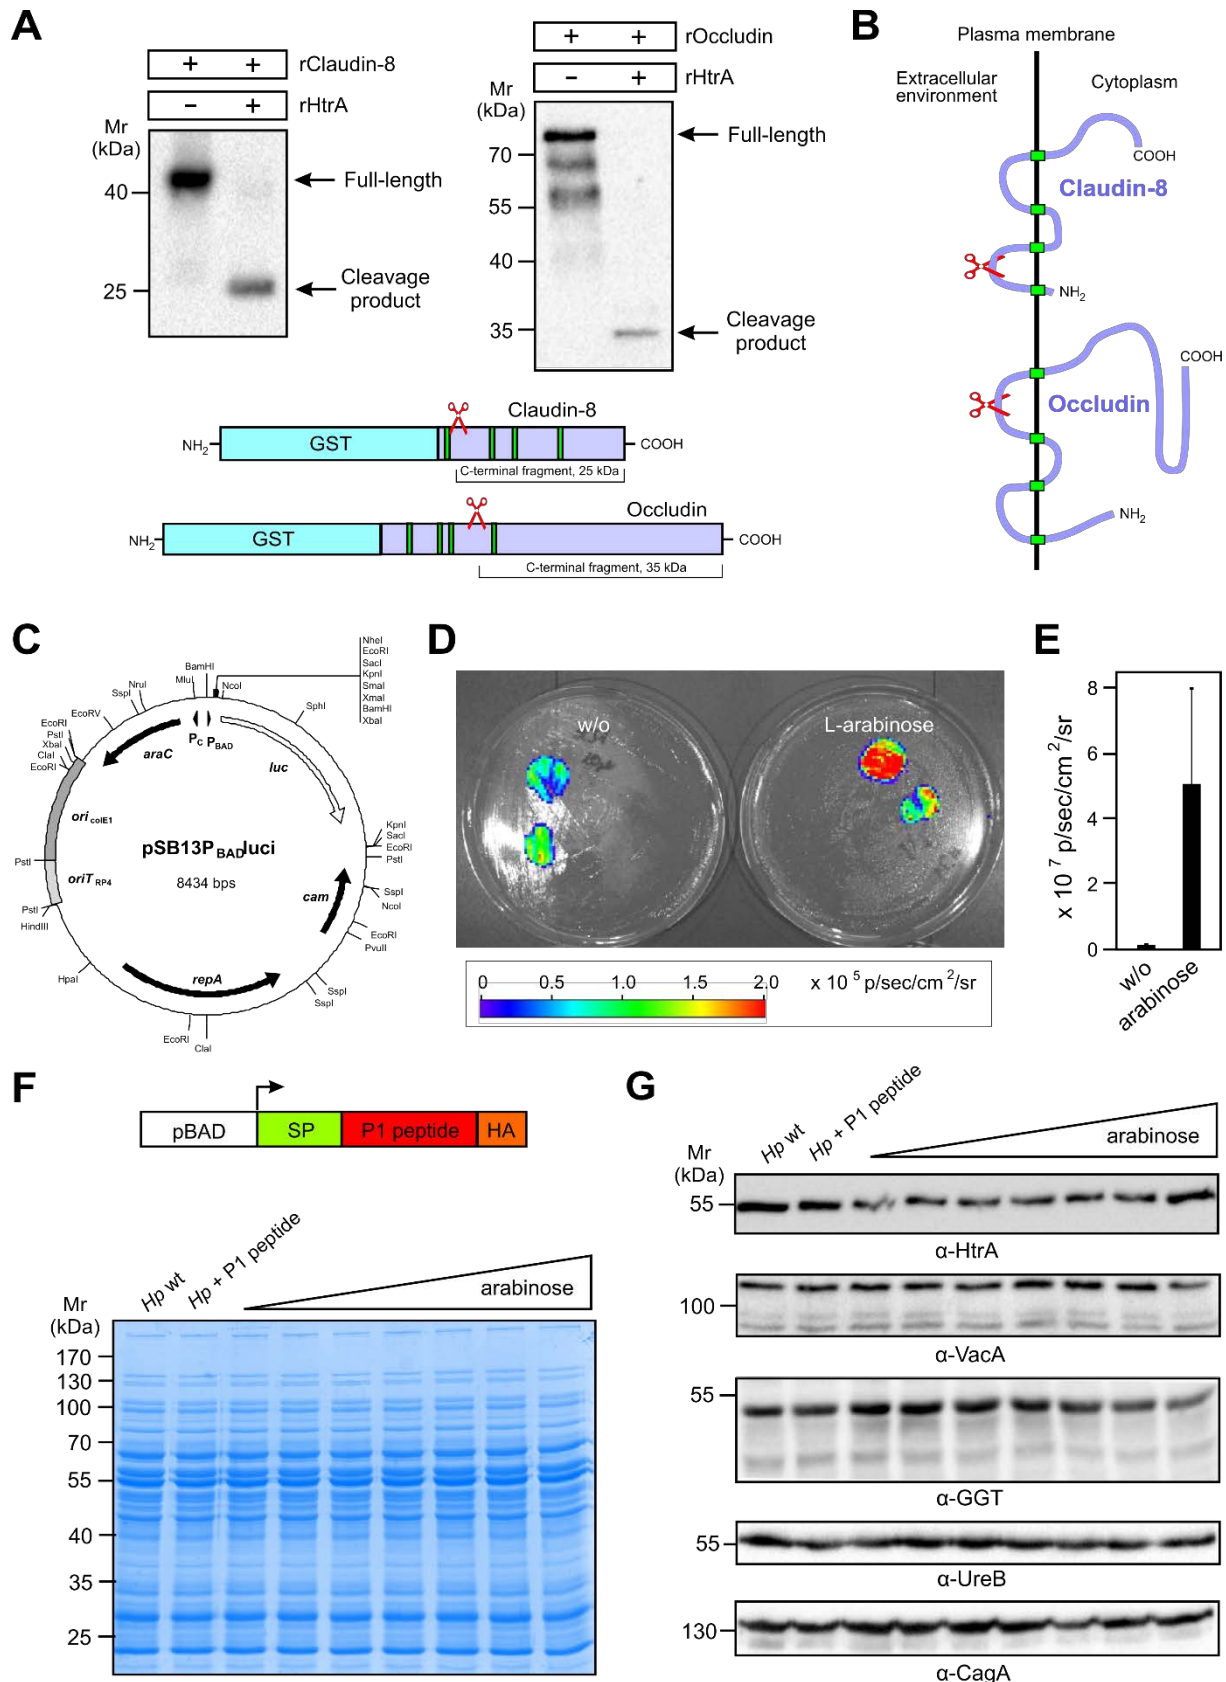 A
+ + rClaudin-8
− + rHtrA
Mr
(kDa)
40
25
Full-length
Cleavage
product
+ + rOccludin
− + rHtrA
Mr
(kDa)
70
55
40
35
Full-length
Cleavage
product
Claudin-8
NH2
GST
COOH
C-terminal fragment, 25 kDa
Occludin
NH2
GST
COOH
C-terminal fragment, 35 kDa
B
Plasma membrane
Extracellular
environment
Cytoplasm
COOH
Claudin-8
NH2
COOH
Occludin
NH2
C
NheI
EcoRI
SacI
KpnI
SmaI
XmaI
BamHI
XbaI
BamHI
MluI
NcoI
NruI
SspI
EcoRV
SphI
EcoRI
PstI
XbaI
ClaI
EcoRI
araC
PC PBAD
luc
ori colE1
pSB13PBADluci
8434 bps
KpnI
SacI
EcoRI
PstI
PstI
oriT RP4
cam
SspI
NcoI
PstI
HindIII
EcoRI
PvuII
HpaI
repA
SspI
SspI
EcoRI
ClaI
D
w/o
L-arabinose
0 0.5 1.0 1.5 2.0 x 10 5 p/sec/cm2/sr
E
x 10 7 p/sec/cm2/sr
8
6
4
2
0
w/o
arabinose
F
pBAD SP P1 peptide HA
Hp wt
Hp + P1 peptide
arabinose
Mr
(kDa)
170
130
100
70
55
40
35
25
G
Hp wt
Hp + P1 peptide
arabinose
Mr
(kDa)
55
α-HtrA
100
α-VacA
55
α-GGT
55
α-UreB
130
α-CagA